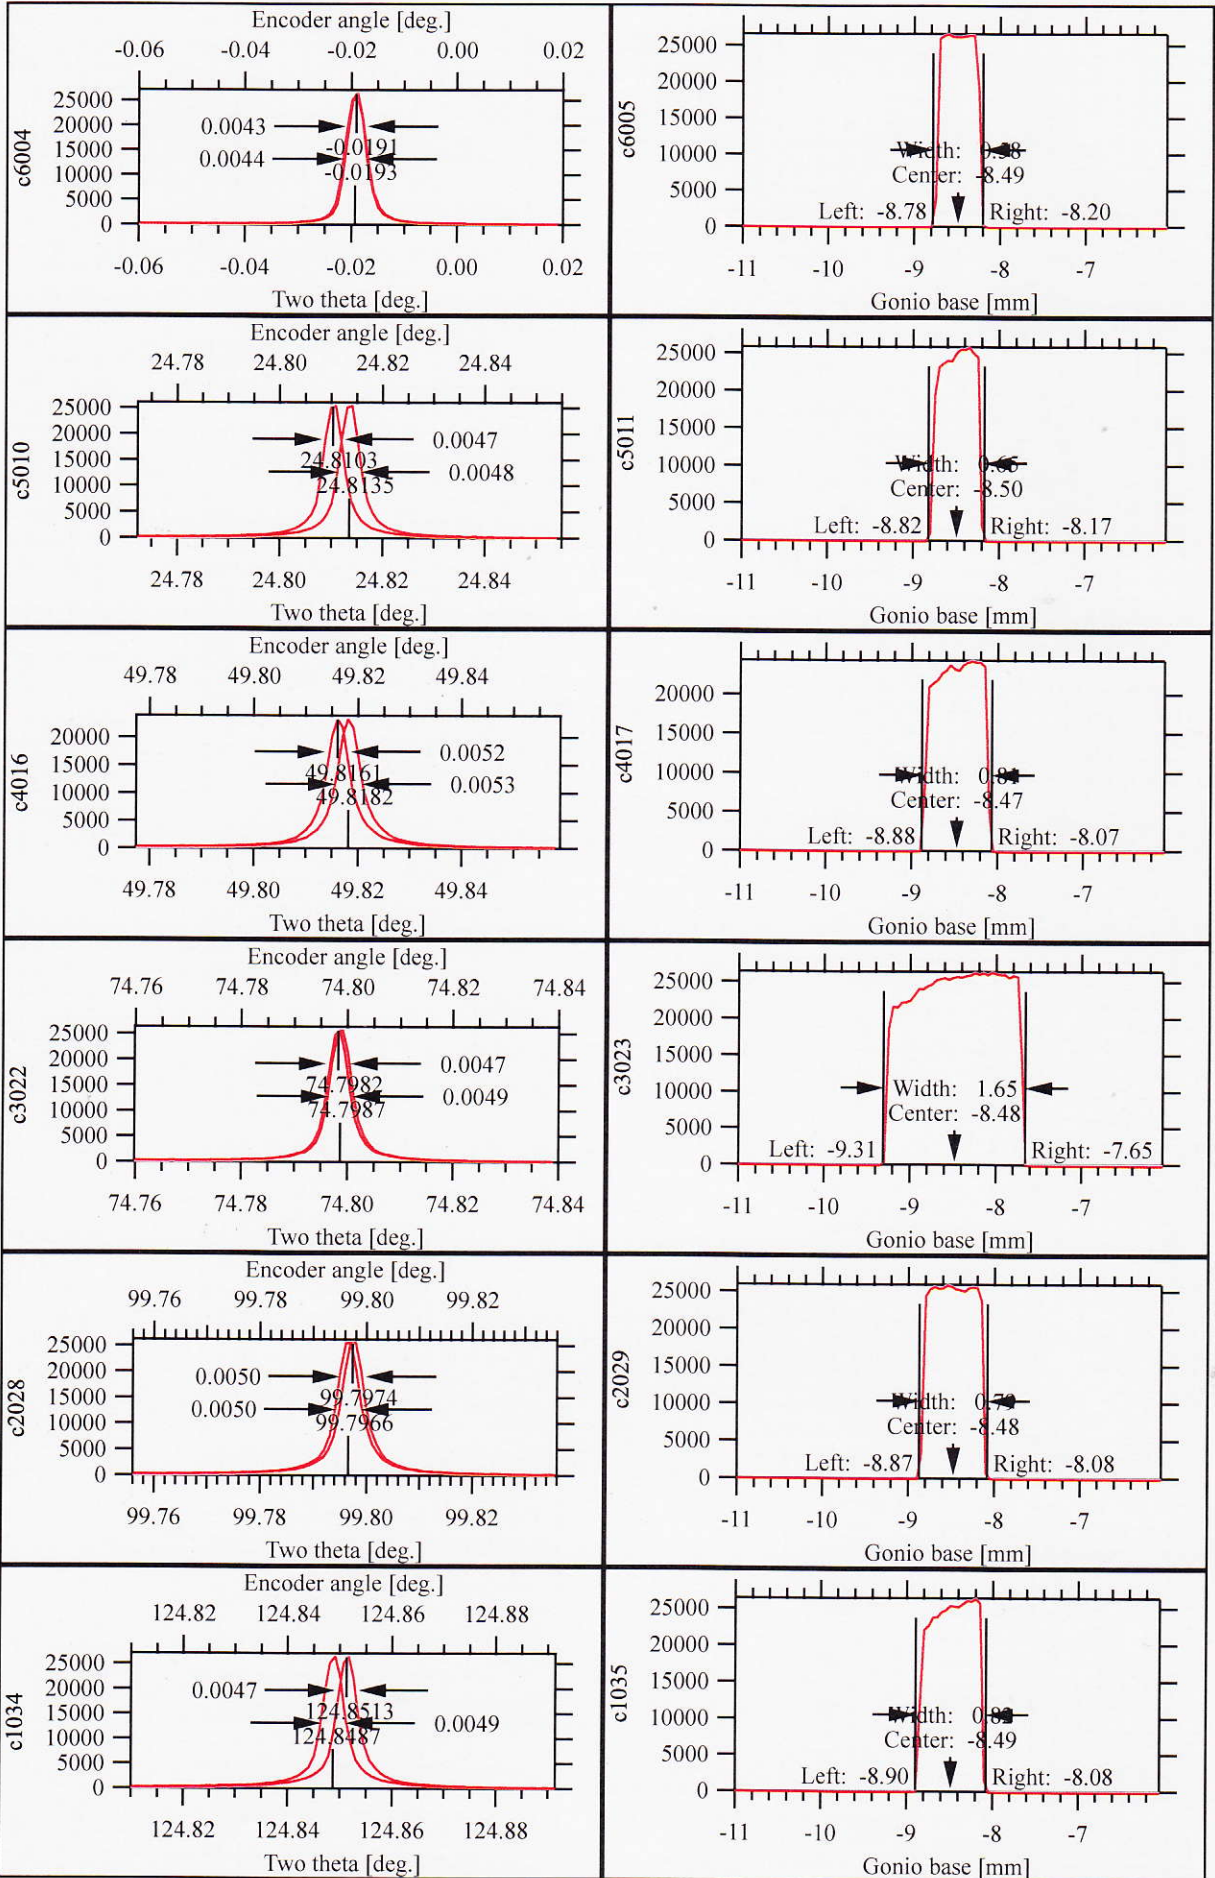 Encoder angle [deg.]
-0.06 -0.04 -0.02 0.00 0.02
c6004
25000
20000
15000
10000
5000
0
0.0043
-0.0191
0.0044
-0.0193
-0.06 -0.04 -0.02 0.00 0.02
Two theta [deg.]
c6005
25000
20000
15000
10000
5000
0
Width: 0.58
Center: -8.49
Left: -8.78 Right: -8.20
-11 -10 -9 -8 -7
Gonio base [mm]
Encoder angle [deg.]
24.78 24.80 24.82 24.84
c5010
25000
20000
15000
10000
5000
0
0.0047
24.8103
0.0048
24.8135
24.78 24.80 24.82 24.84
Two theta [deg.]
c5011
25000
20000
15000
10000
5000
0
Width: 0.65
Center: -8.50
Left: -8.82 Right: -8.17
-11 -10 -9 -8 -7
Gonio base [mm]
Encoder angle [deg.]
49.78 49.80 49.82 49.84
c4016
20000
15000
10000
5000
0
0.0052
49.8161
0.0053
49.8182
49.78 49.80 49.82 49.84
Two theta [deg.]
c4017
20000
15000
10000
5000
0
Width: 0.81
Center: -8.47
Left: -8.88 Right: -8.07
-11 -10 -9 -8 -7
Gonio base [mm]
Encoder angle [deg.]
74.76 74.78 74.80 74.82 74.84
c3022
25000
20000
15000
10000
5000
0
0.0047
74.7982
0.0049
74.7987
74.76 74.78 74.80 74.82 74.84
Two theta [deg.]
c3023
25000
20000
15000
10000
5000
0
Width: 1.65
Center: -8.48
Left: -9.31 Right: -7.65
-11 -10 -9 -8 -7
Gonio base [mm]
Encoder angle [deg.]
99.76 99.78 99.80 99.82
c2028
25000
20000
15000
10000
5000
0
0.0050
99.7974
0.0050
99.7966
99.76 99.78 99.80 99.82
Two theta [deg.]
c2029
25000
20000
15000
10000
5000
0
Width: 0.79
Center: -8.48
Left: -8.87 Right: -8.08
-11 -10 -9 -8 -7
Gonio base [mm]
Encoder angle [deg.]
124.82 124.84 124.86 124.88
c1034
25000
20000
15000
10000
5000
0
0.0047
124.8513
0.0049
124.8487
124.82 124.84 124.86 124.88
Two theta [deg.]
c1035
25000
20000
15000
10000
5000
0
Width: 0.82
Center: -8.49
Left: -8.90 Right: -8.08
-11 -10 -9 -8 -7
Gonio base [mm]